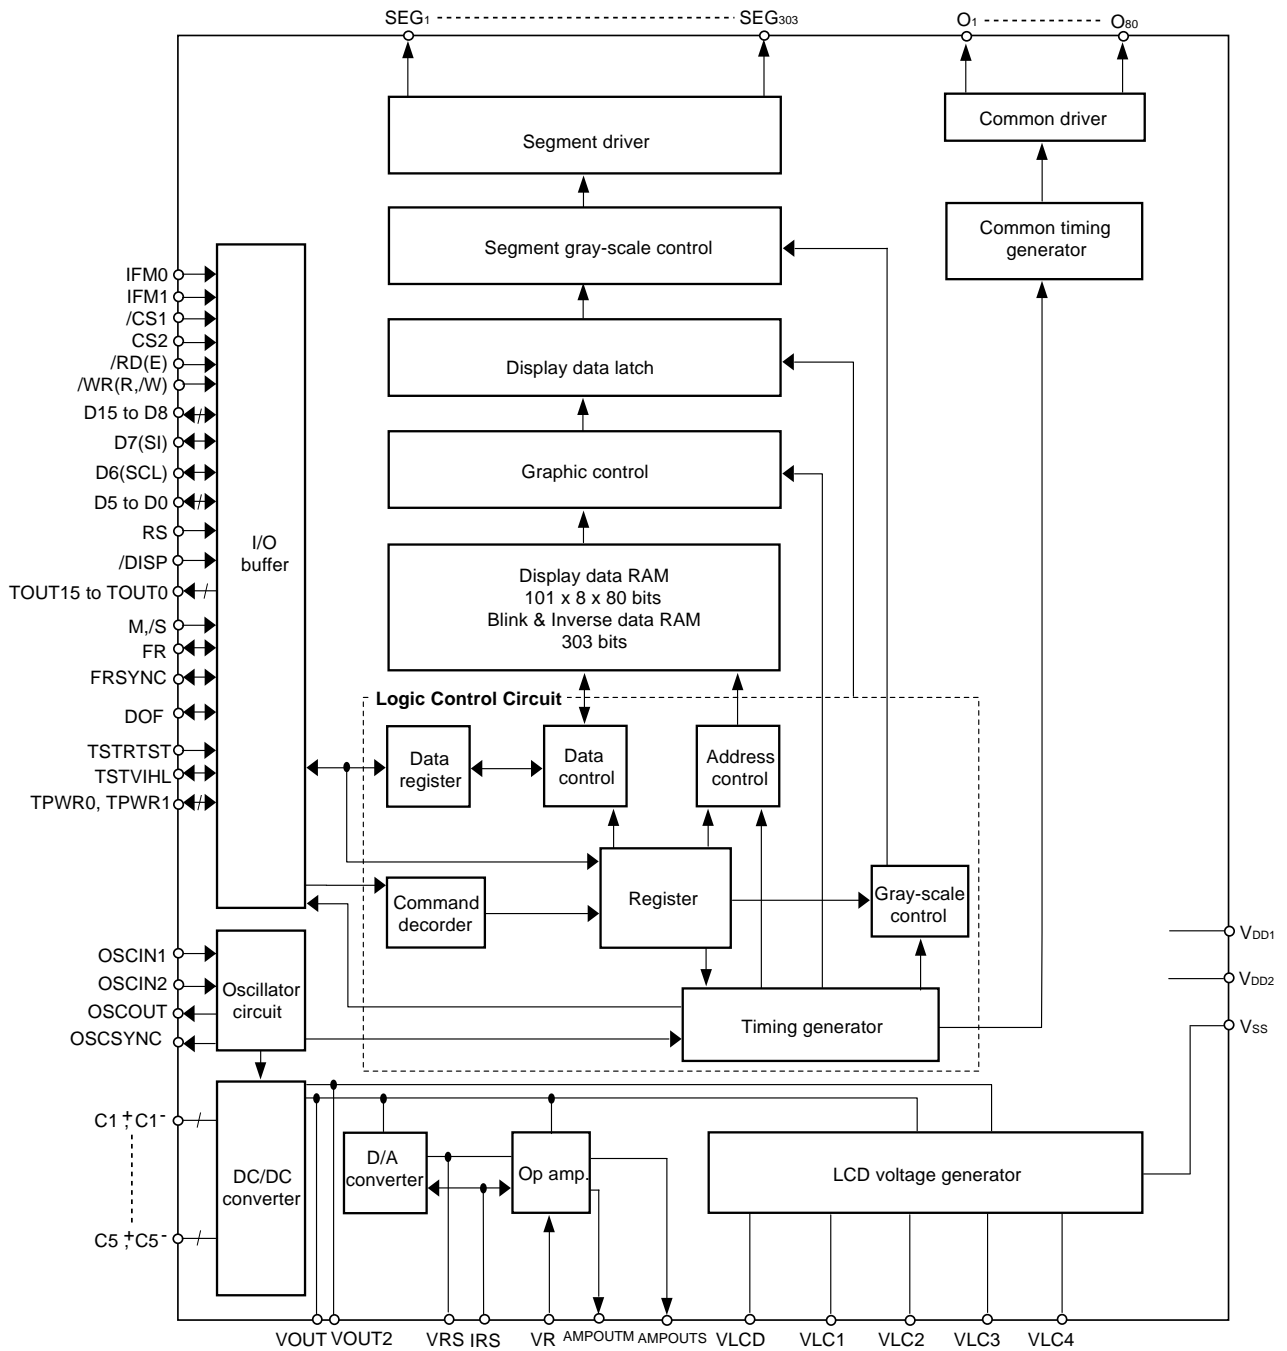 SEG1 SEG303 O1 O80
Segment driver
Common driver
Segment gray-scale control
Common timing
generator
Display data latch
Graphic control
Display data RAM
101 x 8 x 80 bits
Blink & Inverse data RAM
303 bits
IFM0
IFM1
/CS1
CS2
/RD(E)
/WR(R,/W)
D15 to D8
D7(SI)
D6(SCL)
D5 to D0
RS
/DISP
TOUT15 to TOUT0
M,/S
FR
FRSYNC
DOF
TSTRTST
TSTVIHL
TPWR0, TPWR1
I/O
buffer
Logic Control Circuit
Data
register
Data
control
Address
control
Command
decorder
Register
Gray-scale
control
Timing generator
OSCIN1
OSCIN2
OSCOUT
OSCSYNC
Oscillator
circuit
VDD1
VDD2
VSS
C1+, C1-
C5+, C5-
DC/DC
converter
D/A
converter
Op amp.
LCD voltage generator
VOUT VOUT2 VRS IRS VR AMPOUTM AMPOUTS VLCD VLC1 VLC2 VLC3 VLC4